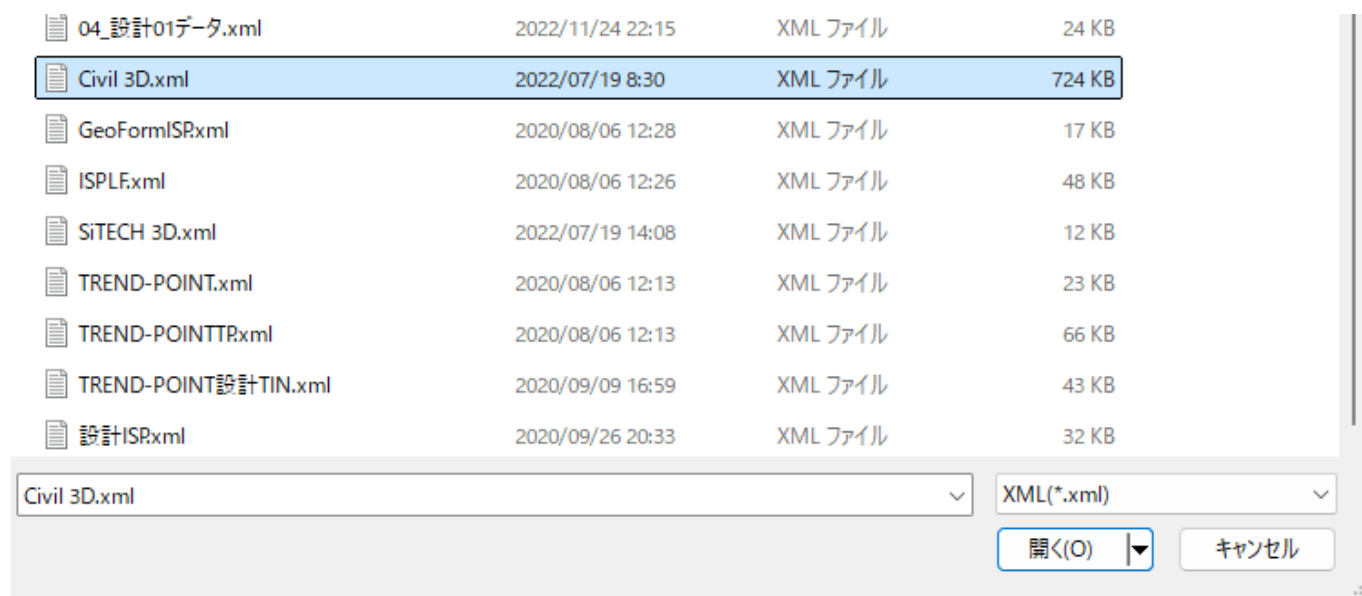 04_設計01データ.xml 2022/11/24 22:15 XML ファイル 24 KB
Civil 3D.xml 2022/07/19 8:30 XML ファイル 724 KB
GeoFormISP.xml 2020/08/06 12:28 XML ファイル 17 KB
ISPLF.xml 2020/08/06 12:26 XML ファイル 48 KB
SiTECH 3D.xml 2022/07/19 14:08 XML ファイル 12 KB
TREND-POINT.xml 2020/08/06 12:13 XML ファイル 23 KB
TREND-POINTTP.xml 2020/08/06 12:13 XML ファイル 66 KB
TREND-POINT設計TIN.xml 2020/09/09 16:59 XML ファイル 43 KB
設計ISP.xml 2020/09/26 20:33 XML ファイル 32 KB
Civil 3D.xml XML(*.xml)
開く(O) キャンセル